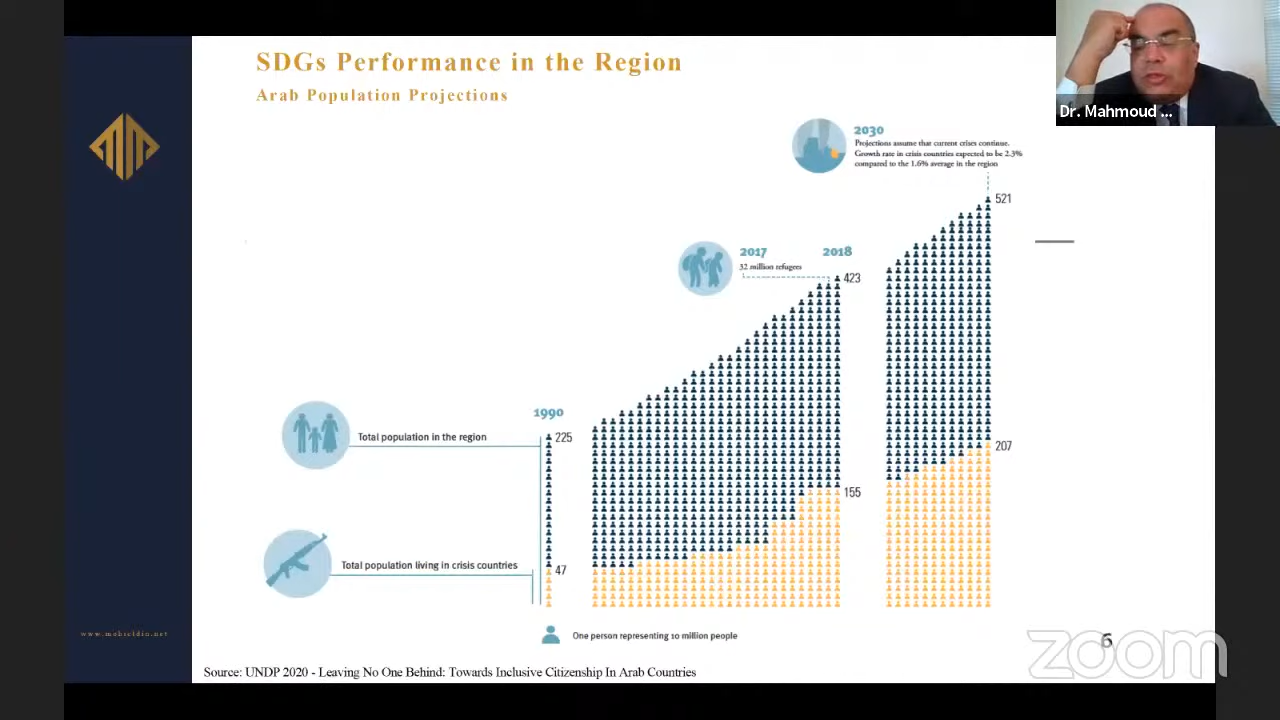 SDGs Performance in the Region
Arab Population Projections
Dr. Mahmoud ...
2030
Projections assume that current crises continue.
Growth rate in crisis countries expected to be 2.3%
compared to the 1.6% average in the region
521
2017
2018
32 million refugees
423
1990
Total population in the region
225
207
155
Total population living in crisis countries
47
One person representing 10 million people
www.mohieldin.net
6
zoom
Source: UNDP 2020 - Leaving No One Behind: Towards Inclusive Citizenship In Arab Countries